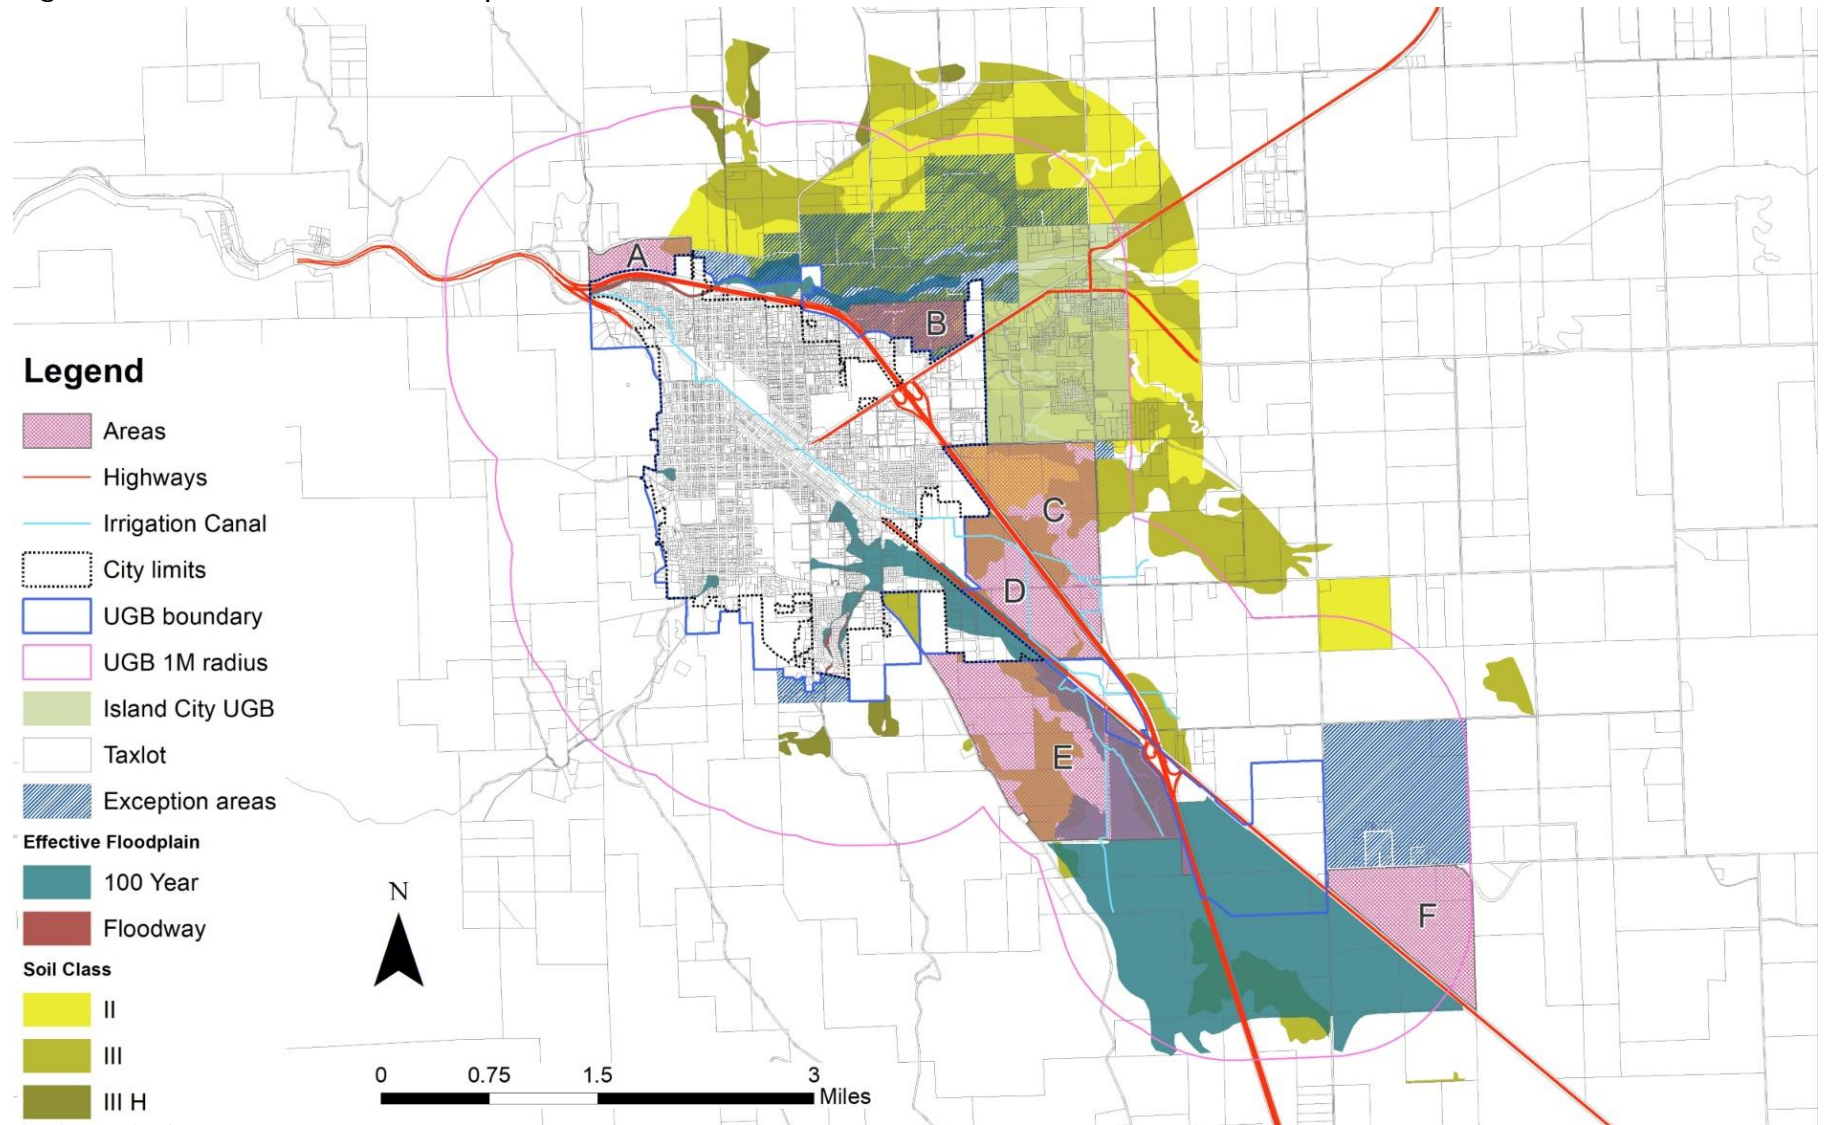 A
B
C
D
E
F
Legend
Areas
Highways
Irrigation Canal
City limits
UGB boundary
UGB 1M radius
Island City UGB
Taxlot
Exception areas
Effective Floodplain
100 Year
Floodway
Soil Class
II
III
III H
N
0 0.75 1.5 3
Miles